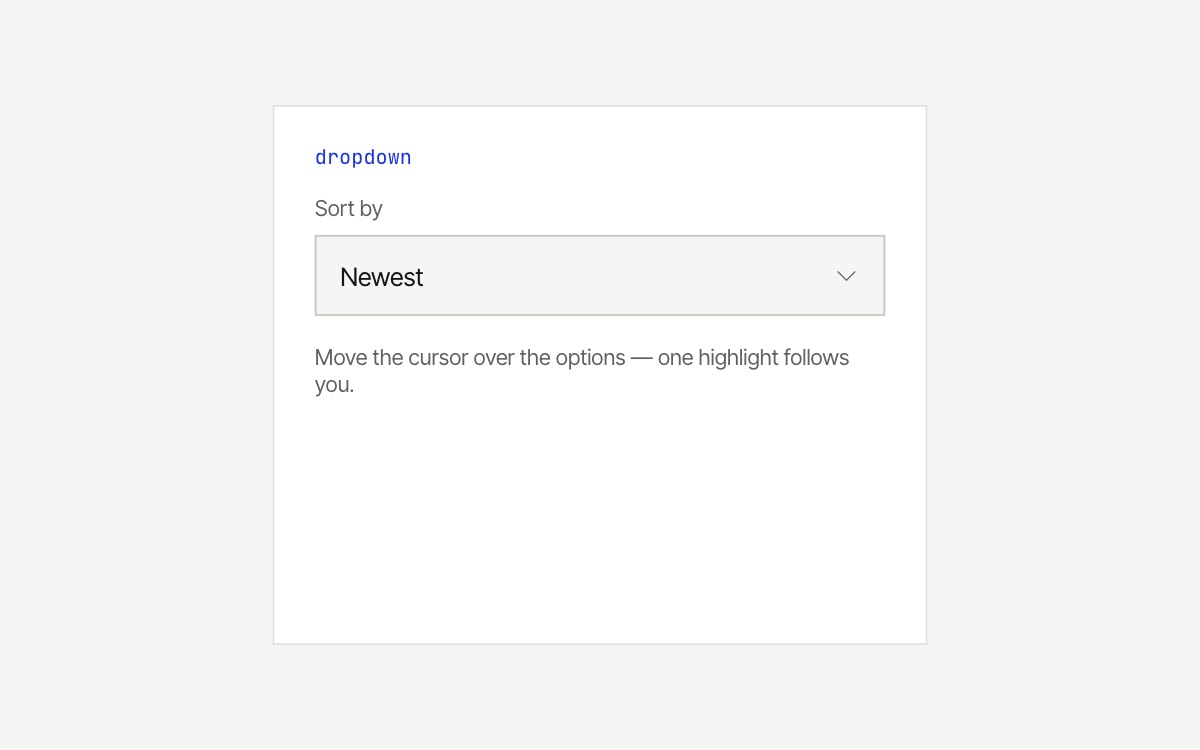 dropdown
Sort by
Newest
Move the cursor over the options — one highlight follows
you.